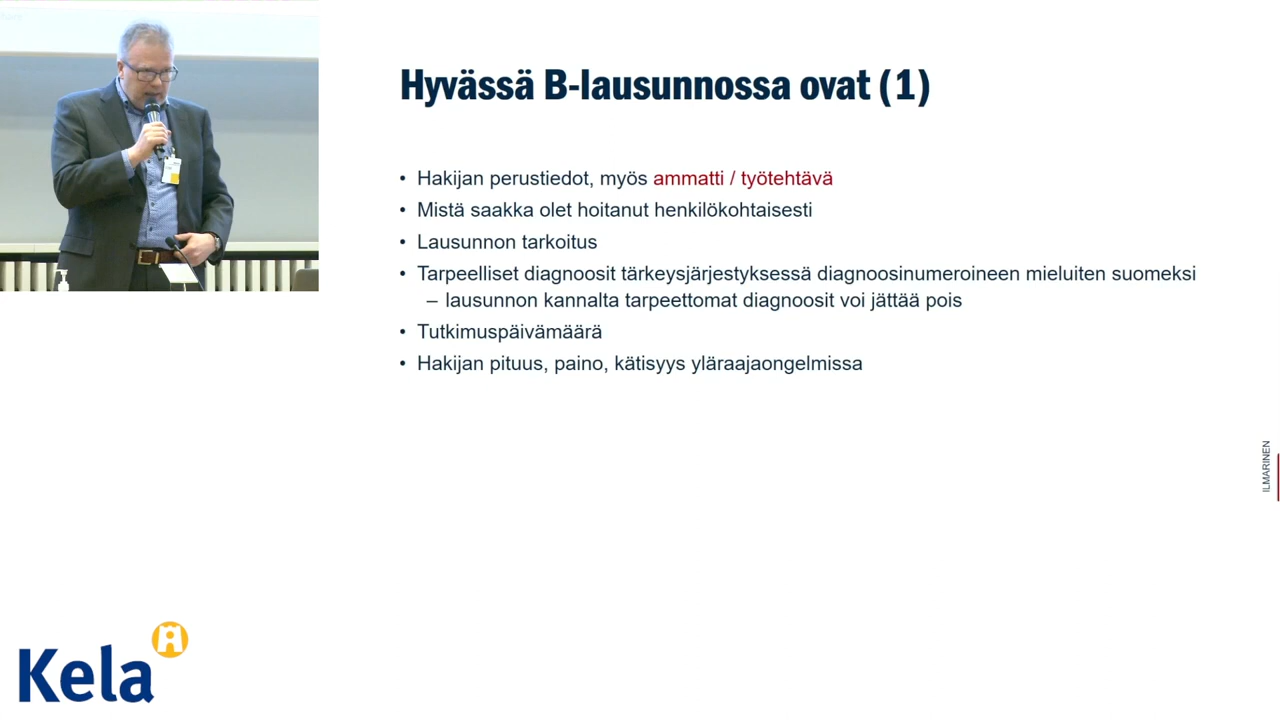 Hyvässä B-lausunnossa ovat (1)
• Hakijan perustiedot, myös ammatti / työtehtävä
• Mistä saakka olet hoitanut henkilökohtaisesti
• Lausunnon tarkoitus
• Tarpeelliset diagnoosit tärkeysjärjestyksessä diagnoosinumeroineen mieluiten suomeksi
– lausunnon kannalta tarpeettomat diagnoosit voi jättää pois
• Tutkimuspäivämäärä
• Hakijan pituus, paino, kätisyys yläraajaongelmissa
ILMARINEN
Kela